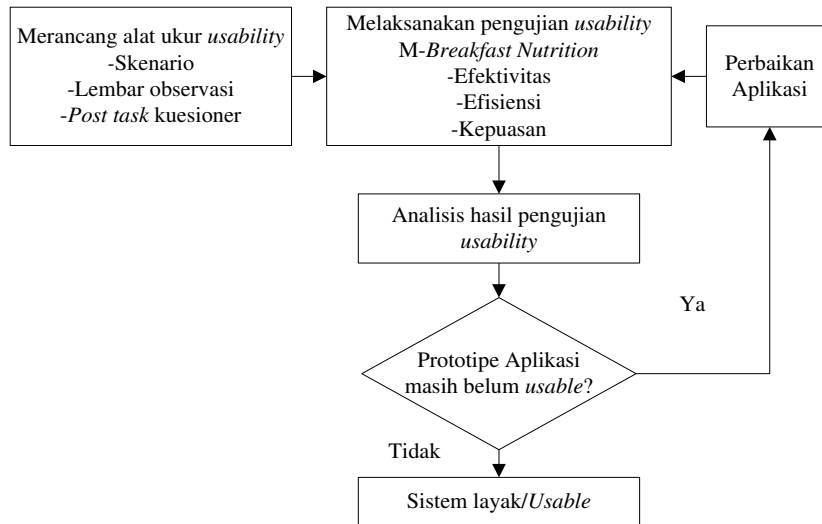 Merancang alat ukur usability
-Skenario
-Lembar observasi
-Post task kuesioner
Melaksanakan pengujian usability
M-Breakfast Nutrition
-Efektivitas
-Efisiensi
-Kepuasan
Perbaikan
Aplikasi
Analisis hasil pengujian
usability
Ya
Prototipe Aplikasi
masih belum usable?
Tidak
Sistem layak/Usable